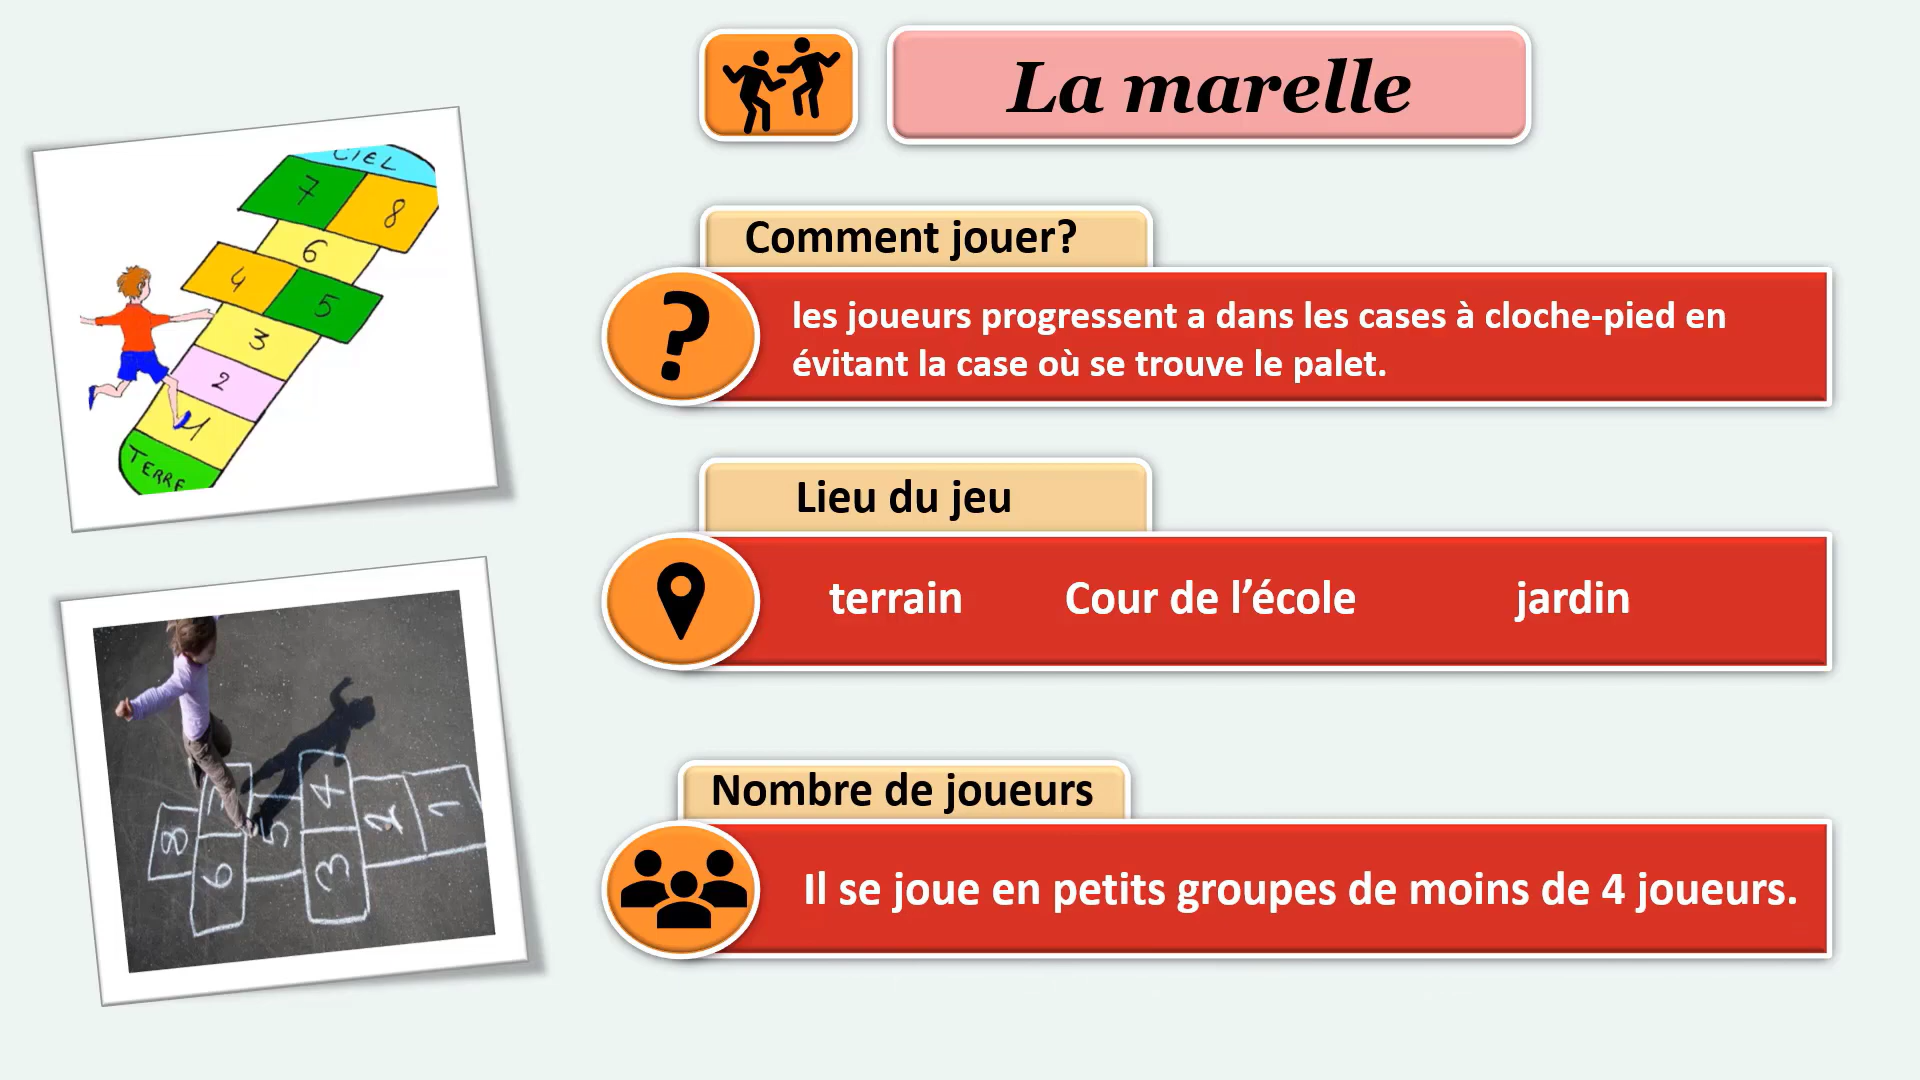 La marelle
CIEL
7
8
6
4
5
3
2
1
TERRE
Comment jouer?
?
les joueurs progressent a dans les cases à cloche-pied en
évitant la case où se trouve le palet.
Lieu du jeu
terrain Cour de l’école jardin
8
6
5
4
3
2
1
Nombre de joueurs
Il se joue en petits groupes de moins de 4 joueurs.